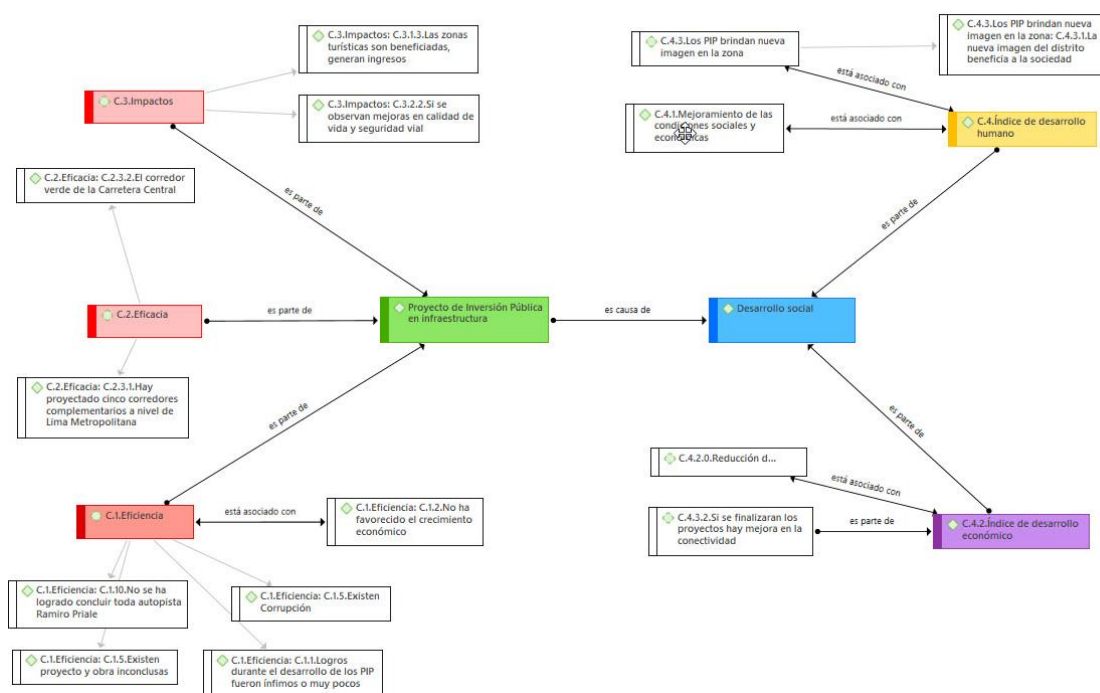 C.3.Impactos: C.3.1.3.Las zonas
turísticas son beneficiadas,
generan ingresos
C.3.Impactos
C.3.Impactos: C.3.2.2.Si se
observan mejoras en calidad de
vida y seguridad vial
C.4.3.Los PIP brindan nueva
imagen en la zona
C.4.3.Los PIP brindan nueva
imagen en la zona: C.4.3.1.La
nueva imagen del distrito
beneficia a la sociedad
está asociado con
C.4.1.Mejoramiento de las
condiciones sociales y
económicas
está asociado con
C.4.Índice de desarrollo
humano
C.2.Eficacia: C.2.3.2.El corredor
verde de la Carretera Central
es parte de
es parte de
C.2.Eficacia
es parte de
Proyecto de Inversión Pública
en infraestructura
es causa de
Desarrollo social
C.2.Eficacia: C.2.3.1.Hay
proyectado cinco corredores
complementarios a nivel de
Lima Metropolitana
es parte de
es parte de
C.4.2.0.Reducción d...
está asociado con
C.4.3.2.Si se finalizaran los
proyectos hay mejora en la
conectividad
es parte de
C.4.2.Índice de desarrollo
económico
C.1.Eficiencia
está asociado con
C.1.Eficiencia: C.1.2.No ha
favorecido el crecimiento
económico
C.1.Eficiencia: C.1.10.No se ha
logrado concluir toda autopista
Ramiro Priale
C.1.Eficiencia: C.1.5.Existen
Corrupción
C.1.Eficiencia: C.1.5.Existen
proyecto y obra inconclusas
C.1.Eficiencia: C.1.1.Logros
durante el desarrollo de los PIP
fueron ínfimos o muy pocos